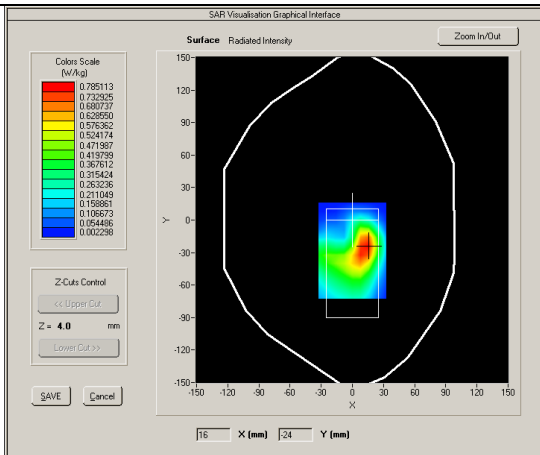 SAR Visualisation Graphical Interface
Surface Radiated Intensity
Zoom In/Out
Colors Scale
(W/kg)
0.785113
0.732925
0.680737
0.628550
0.576362
0.524174
0.471987
0.419799
0.367612
0.315424
0.263236
0.211049
0.158861
0.106673
0.054486
0.002298
150
120
90
60
30
0
-30
-60
-90
-120
-150
Y
-150 -120 -90 -60 -30 0 30 60 90 120 150
X
Z-Cuts Control
<< Upper Cut
Z = 4.0 mm
Lower Cut >>
SAVE Cancel
16 X (mm) -24 Y (mm)